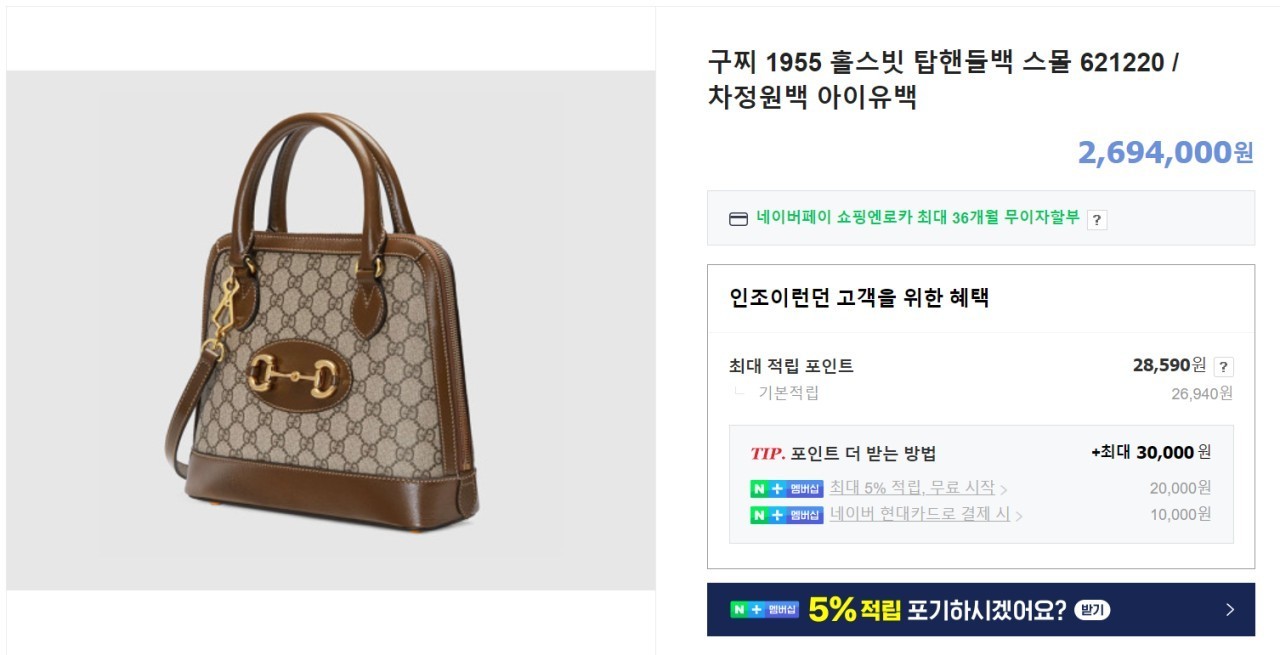 구찌 1955 홀스빗 탑핸들백 스몰 621220 /
차정원백 아이유백
2,694,000원
네이버페이 쇼핑엔로카 최대 36개월 무이자할부 ?
인조이런던 고객을 위한 혜택
최대 적립 포인트 28,590원 ?
기본적립 26,940원
TIP. 포인트 더 받는 방법 +최대 30,000 원
N + 멤버십 최대 5% 적립, 무료 시작 > 20,000원
N + 멤버십 네이버 현대카드로 결제 시 > 10,000원
N + 멤버십 5% 적립 포기하시겠어요? 받기 >